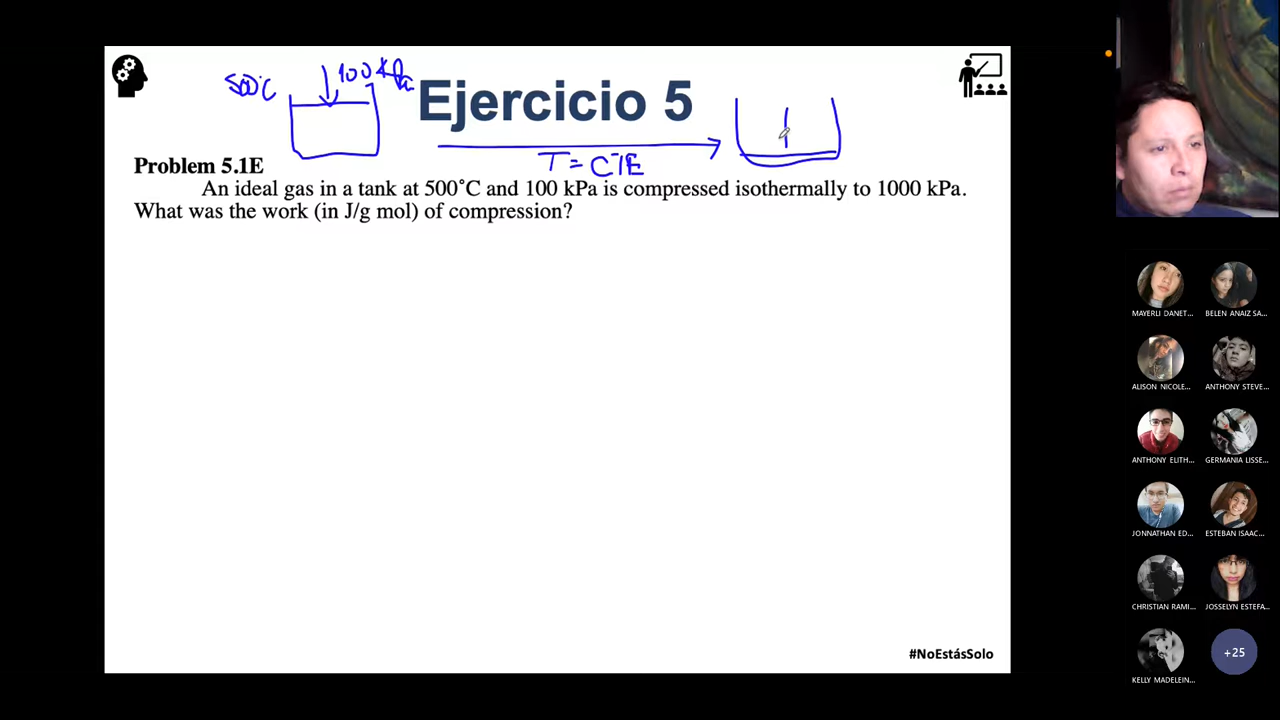 500°C
100 kPa
Ejercicio 5
T = CTE
Problem 5.1E
An ideal gas in a tank at 500°C and 100 kPa is compressed isothermally to 1000 kPa.
What was the work (in J/g mol) of compression?
#NoEstásSolo
MAYERLI DANET...
BELEN ANAIZ SA...
ALISON NICOLE...
ANTHONY STEVE...
ANTHONY ELITH...
GERMANIA LISSE...
JONNATHAN ED...
ESTEBAN ISAAC...
CHRISTIAN RAMI...
JOSSELYN ESTEFA...
KELLY MADELEIN...
+25